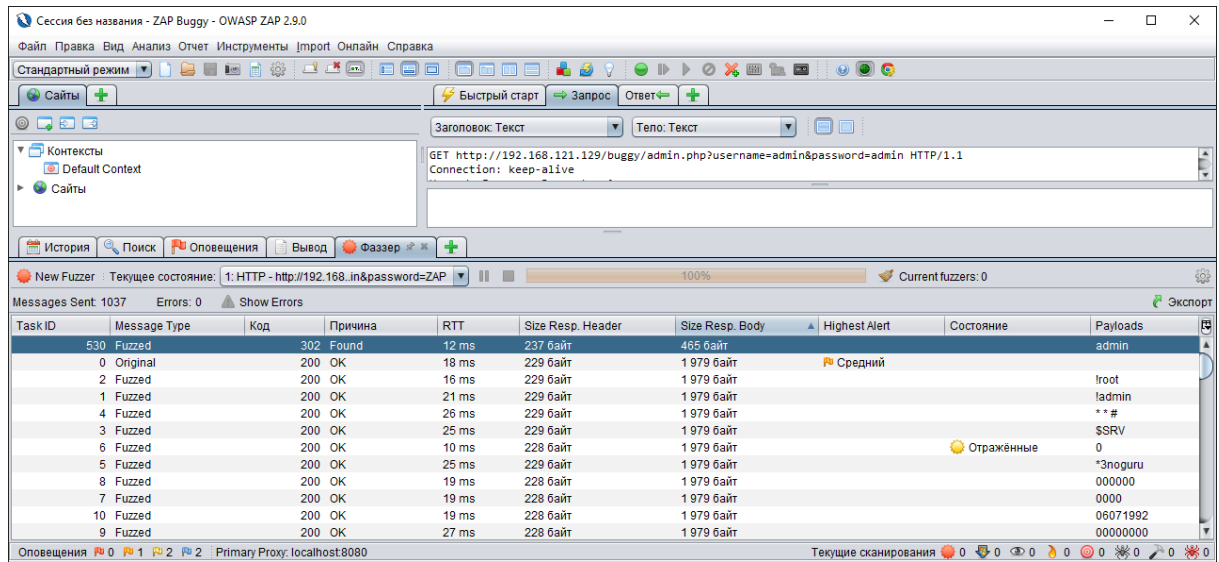 Сессия без названия - ZAP Buggy - OWASP ZAP 2.9.0
Файл Правка Вид Анализ Отчет Инструменты Import Онлайн Справка
Стандартный режим
Сайты
Быстрый старт Запрос Ответ
Заголовок: Текст Тело: Текст
Контексты
Default Context
Сайты
GET http://192.168.121.129/buggy/admin.php?username=admin&password=admin HTTP/1.1
Connection: keep-alive
История Поиск Оповещения Вывод Фаззер
New Fuzzer Текущее состояние: 1: HTTP - http://192.168..in&password=ZAP 100% Current fuzzers: 0
Messages Sent: 1037 Errors: 0 Show Errors Экспорт
Task ID Message Type Код Причина RTT Size Resp. Header Size Resp. Body Highest Alert Состояние Payloads
530 Fuzzed 302 Found 12 ms 237 байт 465 байт admin
0 Original 200 OK 18 ms 229 байт 1 979 байт Средний
2 Fuzzed 200 OK 16 ms 229 байт 1 979 байт !root
1 Fuzzed 200 OK 21 ms 229 байт 1 979 байт !admin
4 Fuzzed 200 OK 26 ms 229 байт 1 979 байт * * #
3 Fuzzed 200 OK 25 ms 229 байт 1 979 байт $SRV
6 Fuzzed 200 OK 10 ms 228 байт 1 979 байт Отражённые 0
5 Fuzzed 200 OK 25 ms 229 байт 1 979 байт *3noguru
8 Fuzzed 200 OK 19 ms 228 байт 1 979 байт 000000
7 Fuzzed 200 OK 19 ms 228 байт 1 979 байт 0000
10 Fuzzed 200 OK 19 ms 228 байт 1 979 байт 06071992
9 Fuzzed 200 OK 27 ms 228 байт 1 979 байт 00000000
Оповещения 0 1 2 2 Primary Proxy: localhost:8080 Текущие сканирования 0 0 0 0 0 0 0 0